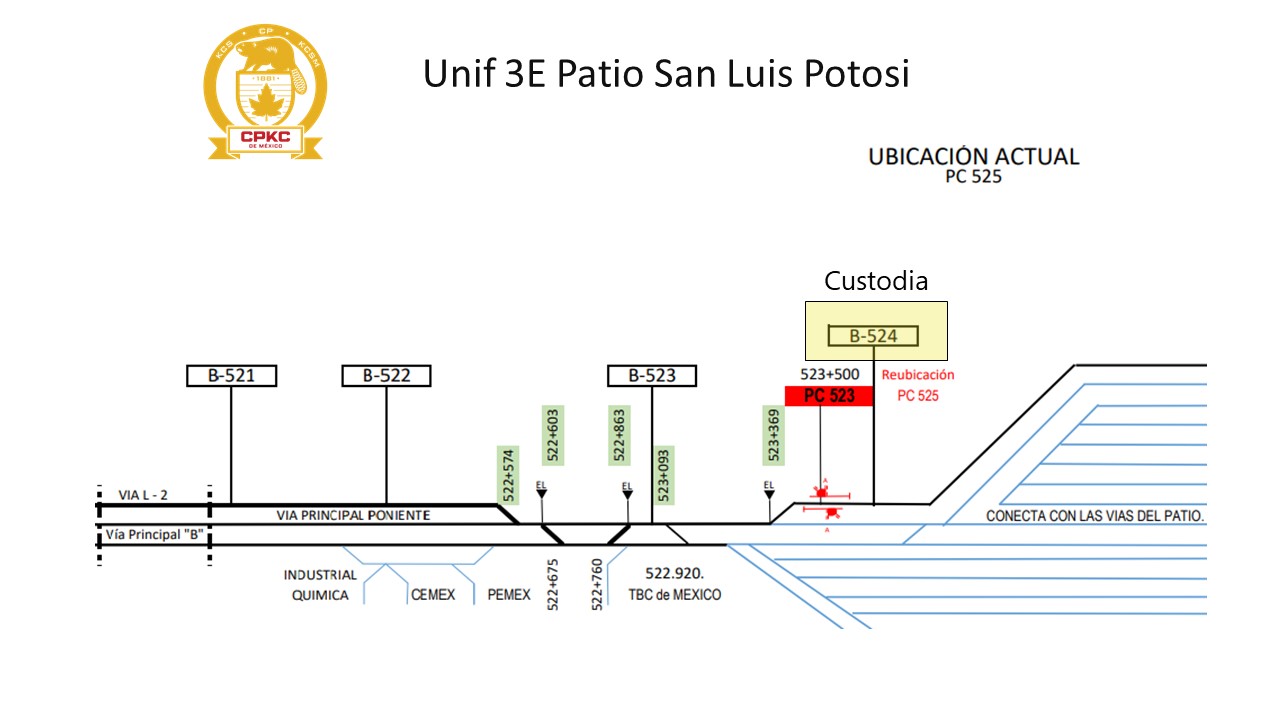 KCS CP KCSM
1881
CPKC
DE MÉXICO
Unif 3E Patio San Luis Potosi
UBICACIÓN ACTUAL
PC 525
Custodia
B-524
B-521
B-522
B-523
523+500
PC 523
Reubicación
PC 525
522+574
522+603
522+863
523+093
523+369
EL
EL
EL
A
A
VIA L - 2
VIA PRINCIPAL PONIENTE
Vía Principal "B"
CONECTA CON LAS VIAS DEL PATIO.
INDUSTRIAL
QUIMICA
CEMEX
PEMEX
522+675
522+760
522.920.
TBC de MEXICO